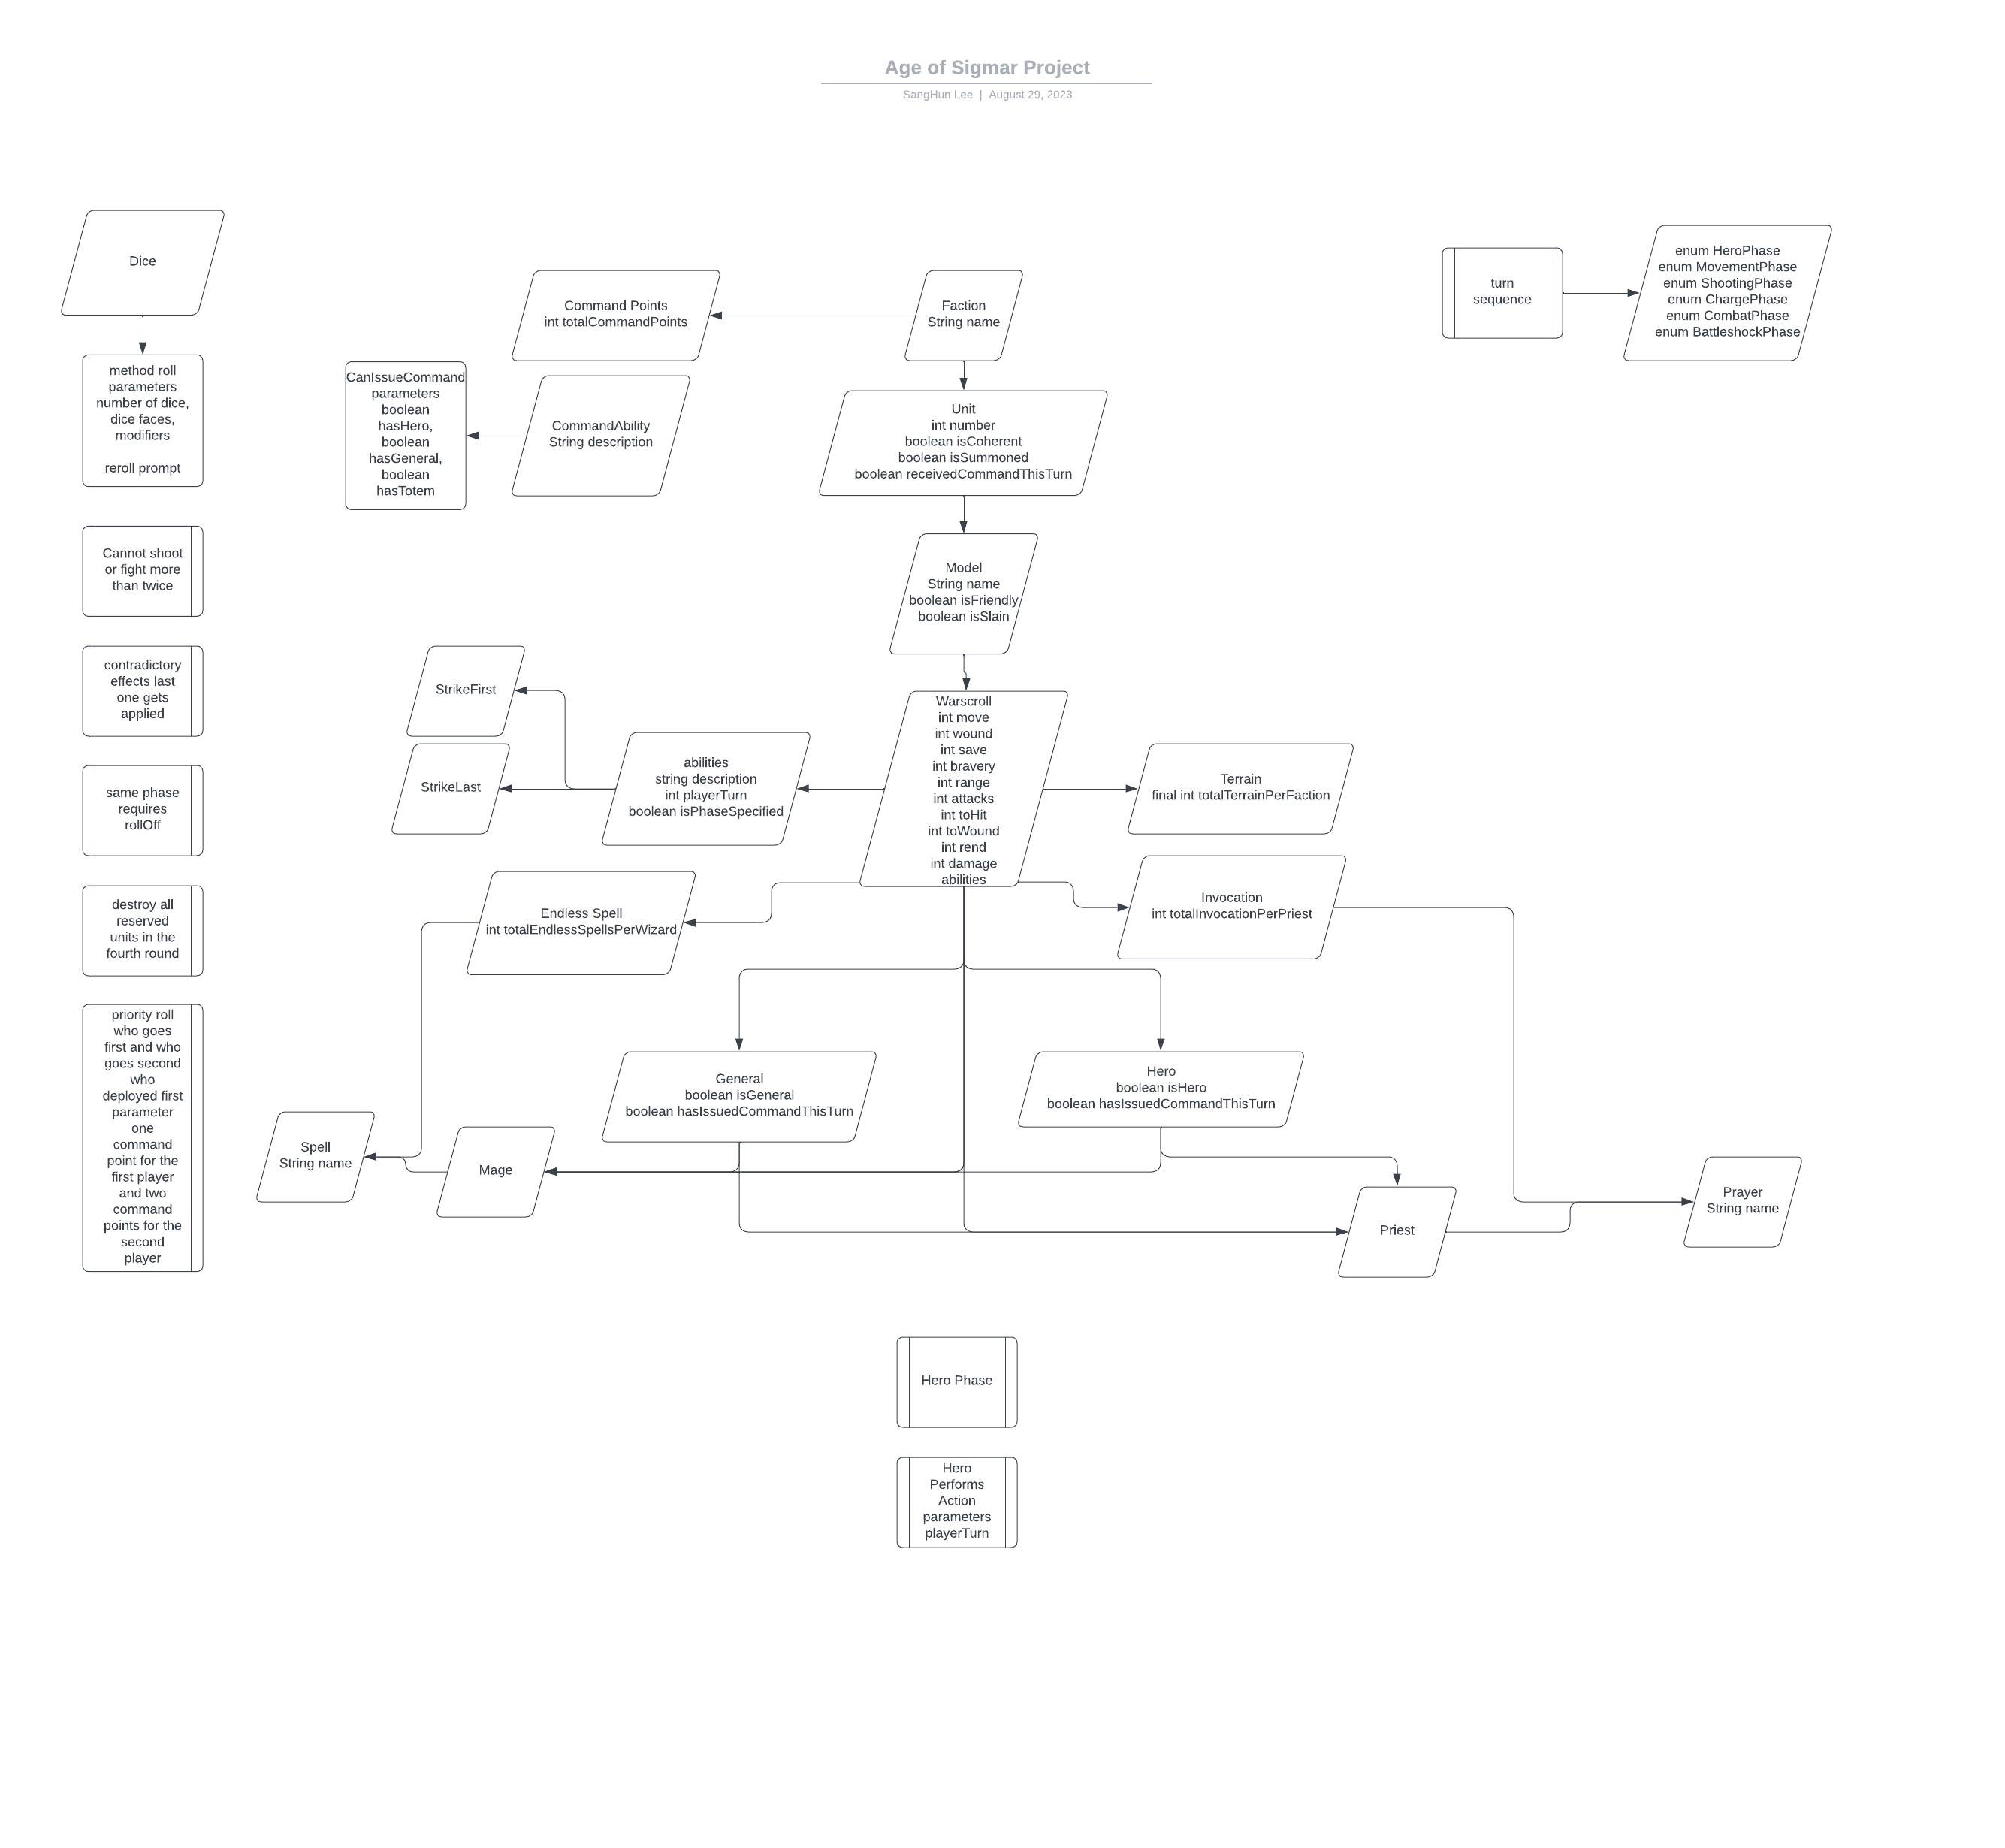 Age of Sigmar Project
SangHun Lee | August 29, 2023
Dice
method roll
parameters
number of dice,
dice faces,
modifiers
reroll prompt
Cannot shoot
or fight more
than twice
contradictory
effects last
one gets
applied
same phase
requires
rollOff
destroy all
reserved
units in the
fourth round
priority roll
who goes
first and who
goes second
who
deployed first
parameter
one
command
point for the
first player
and two
command
points for the
second
player
Command Points
int totalCommandPoints
Faction
String name
turn
sequence
enum HeroPhase
enum MovementPhase
enum ShootingPhase
enum ChargePhase
enum CombatPhase
enum BattleshockPhase
CanIssueCommand
parameters
boolean
hasHero,
boolean
hasGeneral,
boolean
hasTotem
CommandAbility
String description
Unit
int number
boolean isCoherent
boolean isSummoned
boolean receivedCommandThisTurn
Model
String name
boolean isFriendly
boolean isSlain
StrikeFirst
StrikeLast
abilities
string description
int playerTurn
boolean isPhaseSpecified
Warscroll
int move
int wound
int save
int bravery
int range
int attacks
int toHit
int toWound
int rend
int damage
abilities
Terrain
final int totalTerrainPerFaction
Endless Spell
int totalEndlessSpellsPerWizard
Invocation
int totalInvocationPerPriest
General
boolean isGeneral
boolean hasIssuedCommandThisTurn
Hero
boolean isHero
boolean hasIssuedCommandThisTurn
Spell
String name
Mage
Priest
Prayer
String name
Hero Phase
Hero
Performs
Action
parameters
playerTurn